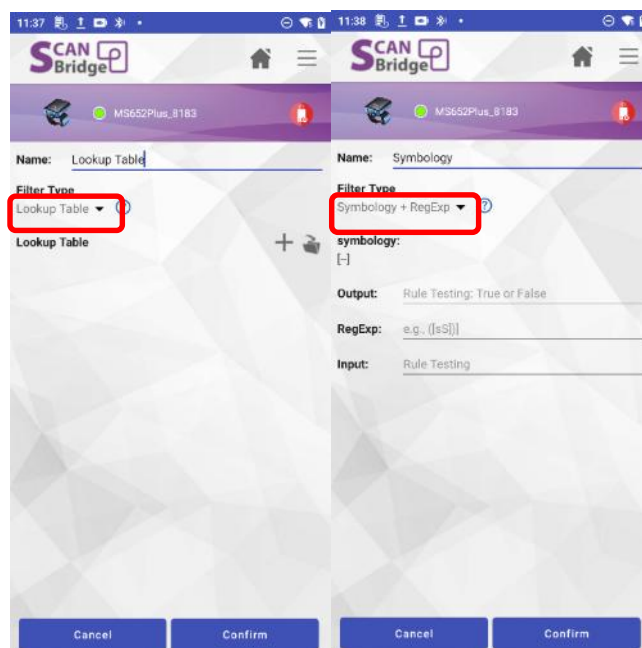 11:37
SCAN
Bridge
MS652Plus_8183
Name: Lookup Table
Filter Type
Lookup Table
?
Lookup Table
Cancel Confirm
11:38
SCAN
Bridge
MS652Plus_8183
Name: Symbology
Filter Type
Symbology + RegExp
?
symbology:
[-]
Output: Rule Testing: True or False
RegExp: e.g., ([sS])]
Input: Rule Testing
Cancel Confirm